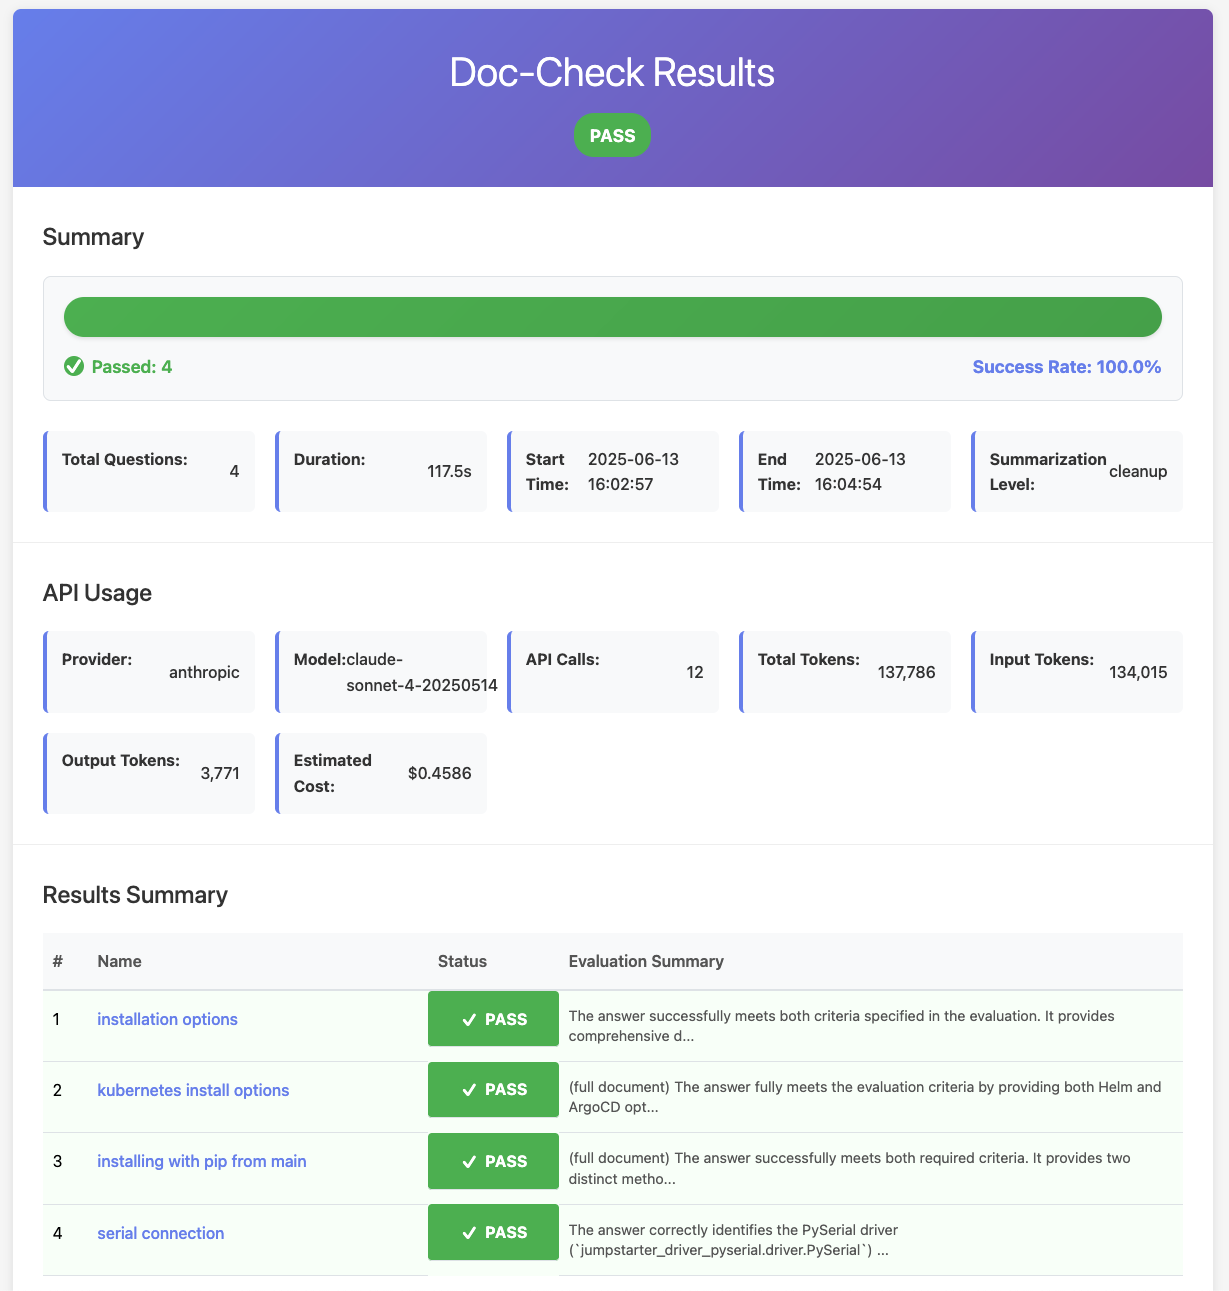 Doc-Check Results
PASS
Summary
Passed: 4
Success Rate: 100.0%
Total Questions:
4
Duration:
117.5s
Start
Time:
2025-06-13
16:02:57
End
Time:
2025-06-13
16:04:54
Summarization
Level:
cleanup
API Usage
Provider:
anthropic
Model:
claude-
sonnet-4-20250514
API Calls:
12
Total Tokens:
137,786
Input Tokens:
134,015
Output Tokens:
3,771
Estimated
Cost:
$0.4586
Results Summary
# Name Status Evaluation Summary
1 installation options ✓ PASS The answer successfully meets both criteria specified in the evaluation. It provides
comprehensive d...
2 kubernetes install options ✓ PASS (full document) The answer fully meets the evaluation criteria by providing both Helm and
ArgoCD opt...
3 installing with pip from main ✓ PASS (full document) The answer successfully meets both required criteria. It provides two
distinct metho...
4 serial connection ✓ PASS The answer correctly identifies the PySerial driver
(`jumpstarter_driver_pyserial.driver.PySerial`) ...